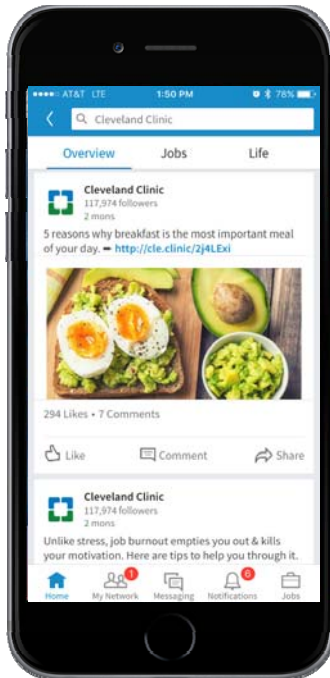 AT&T LTE 1:50 PM 78%
Cleveland Clinic
Overview Jobs Life
Cleveland Clinic
117,974 followers
2 mons
5 reasons why breakfast is the most important meal
of your day. ➨ http://cle.clinic/2j4LExi
294 Likes • 7 Comments
Like Comment Share
Cleveland Clinic
117,974 followers
2 mons
Unlike stress, job burnout empties you out & kills
your motivation. Here are tips to help you through it.
1 6
Home My Network Messaging Notifications Jobs